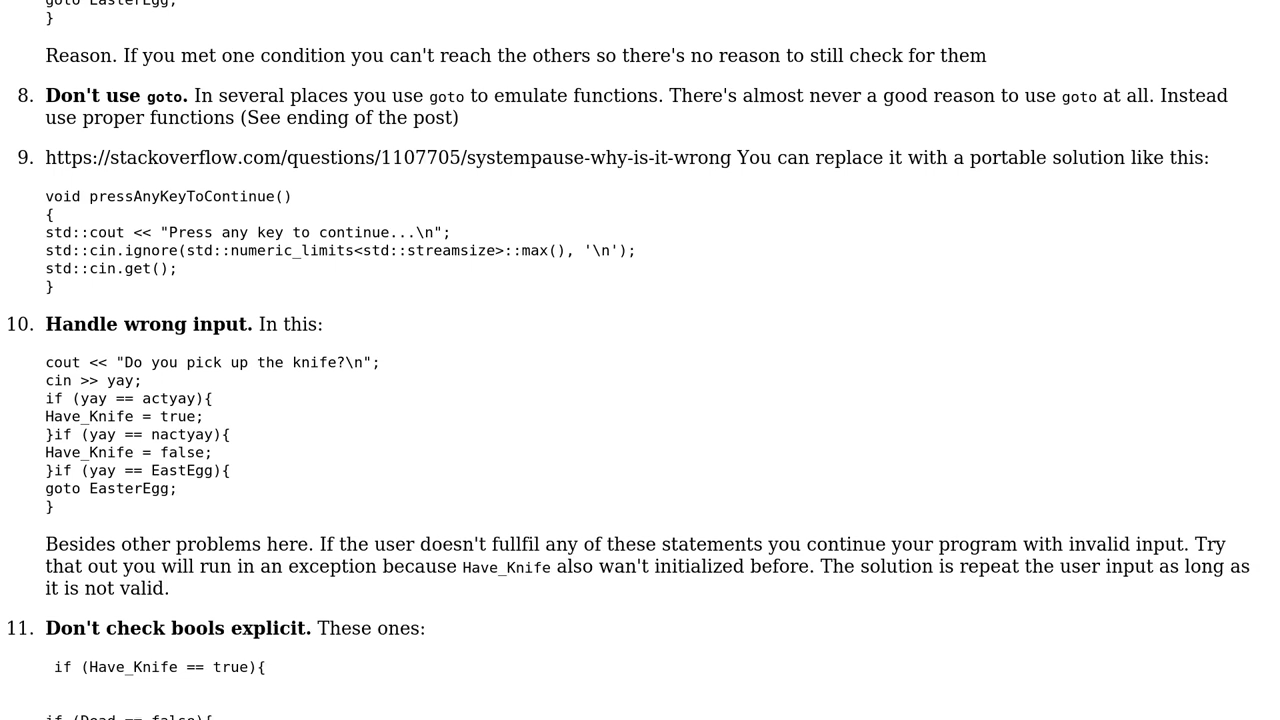 goto EasterEgg;
}
Reason. If you met one condition you can't reach the others so there's no reason to still check for them
8. Don't use goto. In several places you use goto to emulate functions. There's almost never a good reason to use goto at all. Instead
use proper functions (See ending of the post)
9. https://stackoverflow.com/questions/1107705/systempause-why-is-it-wrong You can replace it with a portable solution like this:
void pressAnyKeyToContinue()
{
std::cout << "Press any key to continue...\n";
std::cin.ignore(std::numeric_limits<std::streamsize>::max(), '\n');
std::cin.get();
}
10. Handle wrong input. In this:
cout << "Do you pick up the knife?\n";
cin >> yay;
if (yay == actyay){
Have_Knife = true;
}if (yay == nactyay){
Have_Knife = false;
}if (yay == EastEgg){
goto EasterEgg;
}
Besides other problems here. If the user doesn't fullfil any of these statements you continue your program with invalid input. Try
that out you will run in an exception because Have_Knife also wan't initialized before. The solution is repeat the user input as long as
it is not valid.
11. Don't check bools explicit. These ones:
if (Have_Knife == true){
if (Dead == false){